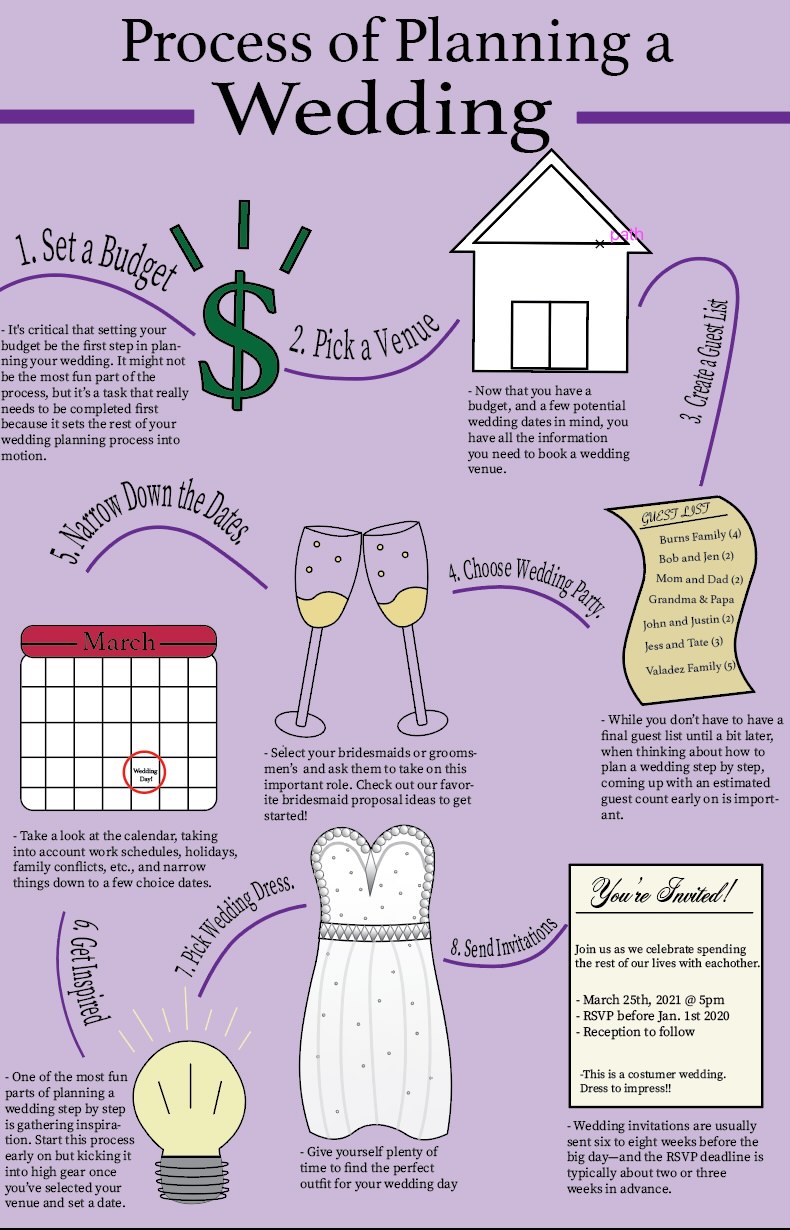 Process of Planning a
Wedding
1. Set a Budget
- It's critical that setting your
budget be the first step in plan-
ning your wedding. It might not
be the most fun part of the
process, but it's a task that really
needs to be completed first
because it sets the rest of your
wedding planning process into
motion.
$
2. Pick a Venue
path
- Now that you have a
budget, and a few potential
wedding dates in mind, you
have all the information
you need to book a wedding
venue.
3. Create a Guest List
GUEST LIST
Burns Family (4)
Bob and Jen (2)
Mom and Dad (2)
Grandma & Papa
John and Justin (2)
Jess and Tate (3)
Valadez Family (5)
- While you don't have to have a
final guest list until a bit later,
when thinking about how to
plan a wedding step by step,
coming up with an estimated
guest count early on is import-
ant.
4. Choose Wedding Party.
- Select your bridesmaids or grooms-
men's and ask them to take on this
important role. Check out our favor-
ite bridesmaid proposal ideas to get
started!
5. Narrow Down the Dates.
March
Wedding
Day!
- Take a look at the calendar, taking
into account work schedules, holidays,
family conflicts, etc., and narrow
things down to a few choice dates.
6. Get Inspired
- One of the most fun
parts of planning a
wedding step by step
is gathering inspira-
tion. Start this process
early on but kicking it
into high gear once
you've selected your
venue and set a date.
7. Pick Wedding Dress.
- Give yourself plenty of
time to find the perfect
outfit for your wedding day
8. Send Invitations
You're Invited!
Join us as we celebrate spending
the rest of our lives with eachother.
- March 25th, 2021 @ 5pm
- RSVP before Jan. 1st 2020
- Reception to follow
-This is a costumer wedding.
Dress to impress!!
- Wedding invitations are usually
sent six to eight weeks before the
big day—and the RSVP deadline is
typically about two or three
weeks in advance.